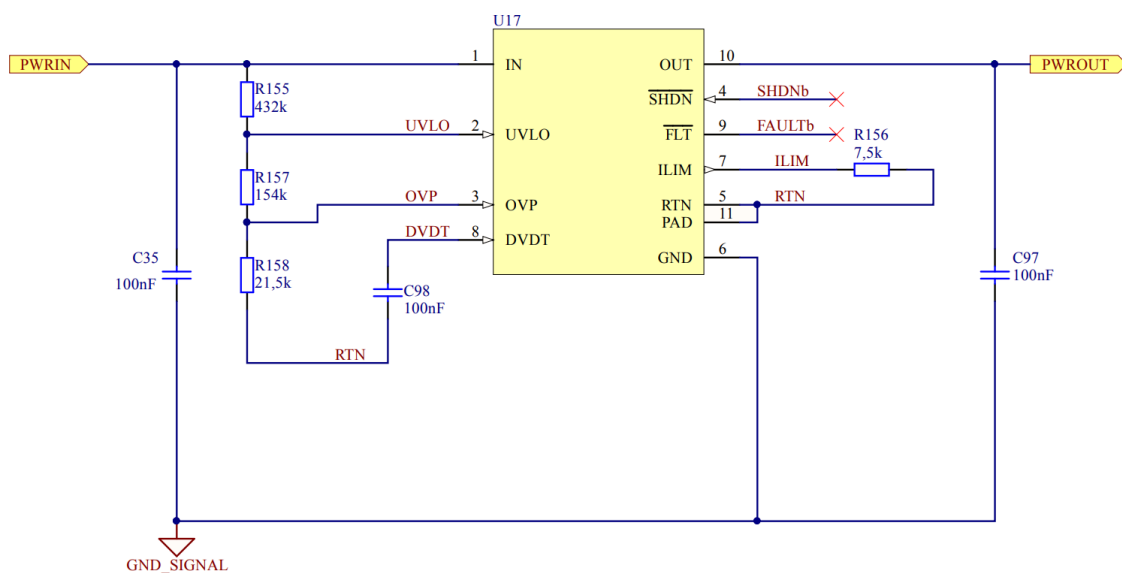 U17
PWRIN
1
IN
OUT
10
PWROUT
R155
432k
SHDN
4
SHDNb
UVLO
2
UVLO
FLT
9
FAULTb
R156
7,5k
ILIM
7
ILIM
R157
154k
OVP
3
OVP
RTN
5
RTN
PAD
11
DVDT
8
DVDT
GND
6
C35
100nF
R158
21,5k
C98
100nF
C97
100nF
RTN
GND_SIGNAL